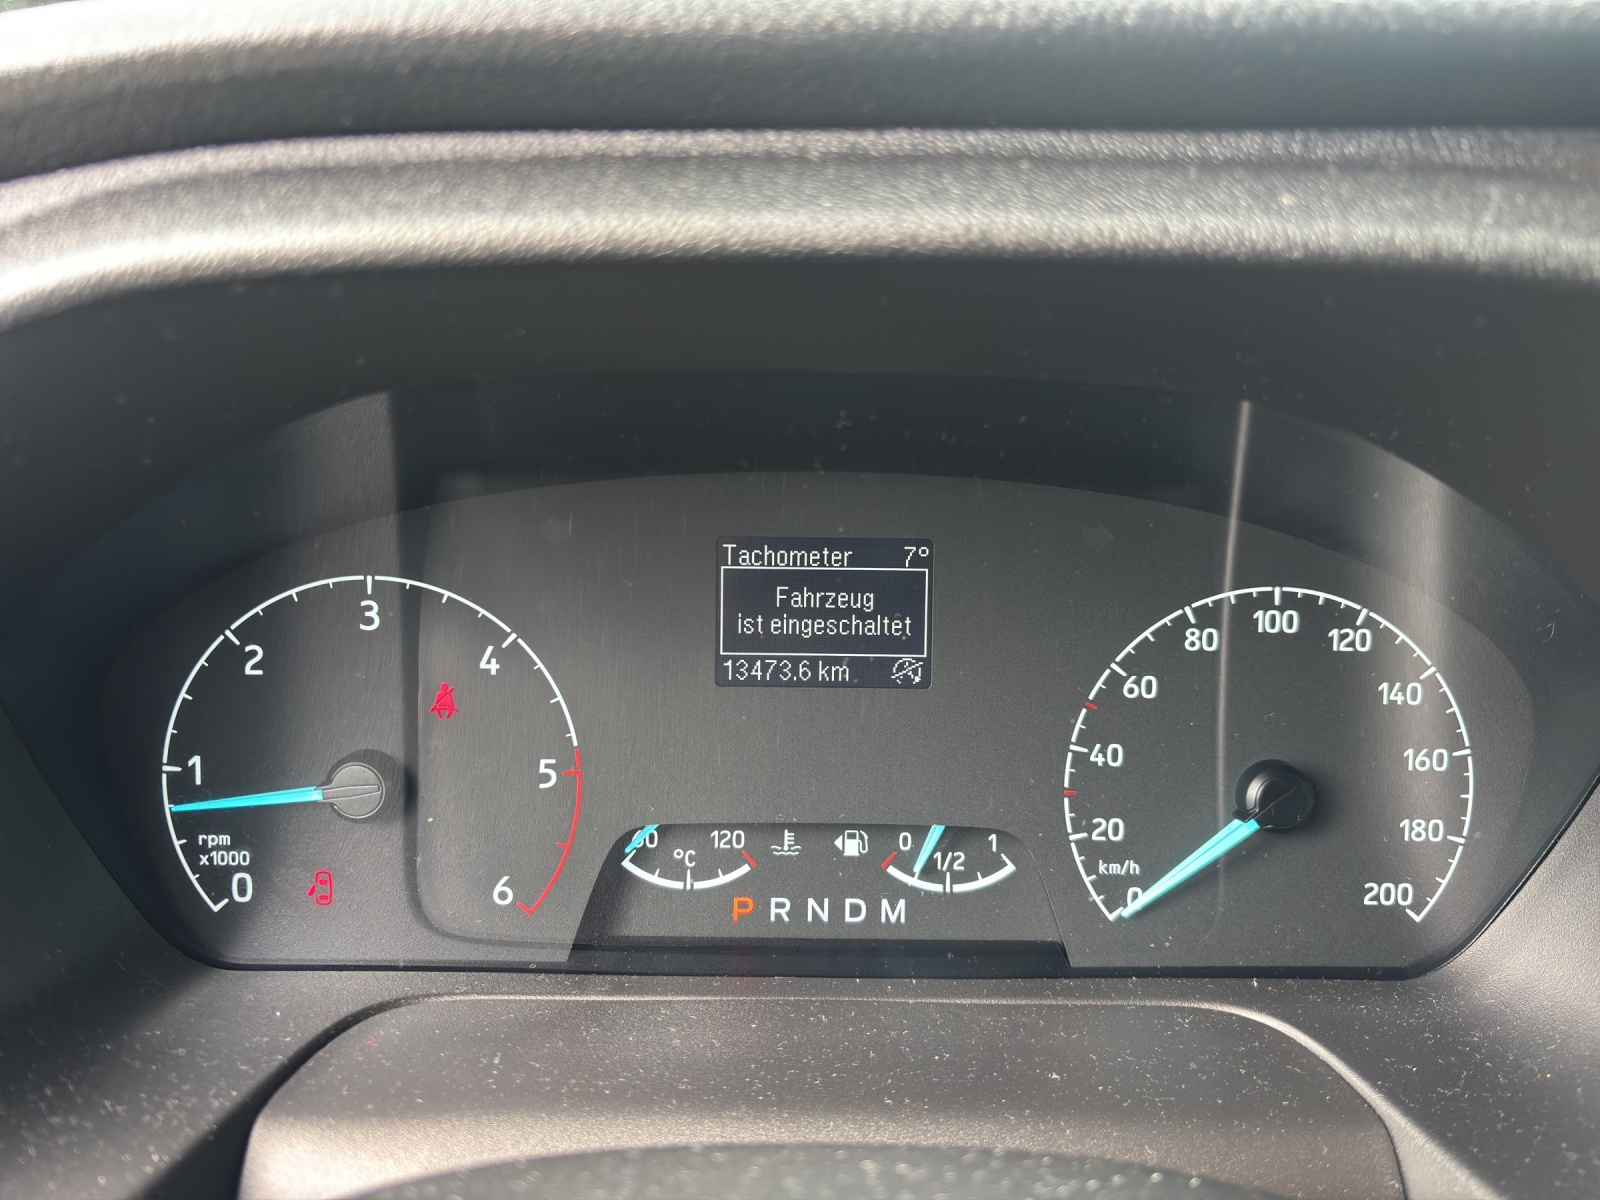 Tachometer 7°
Fahrzeug
ist eingeschaltet
13473.6 km
0
1
2
3
4
5
6
rpm
x1000
60 120
°C
0 1/2 1
P R N D M
0
20
40
60
80
100
120
140
160
180
200
km/h